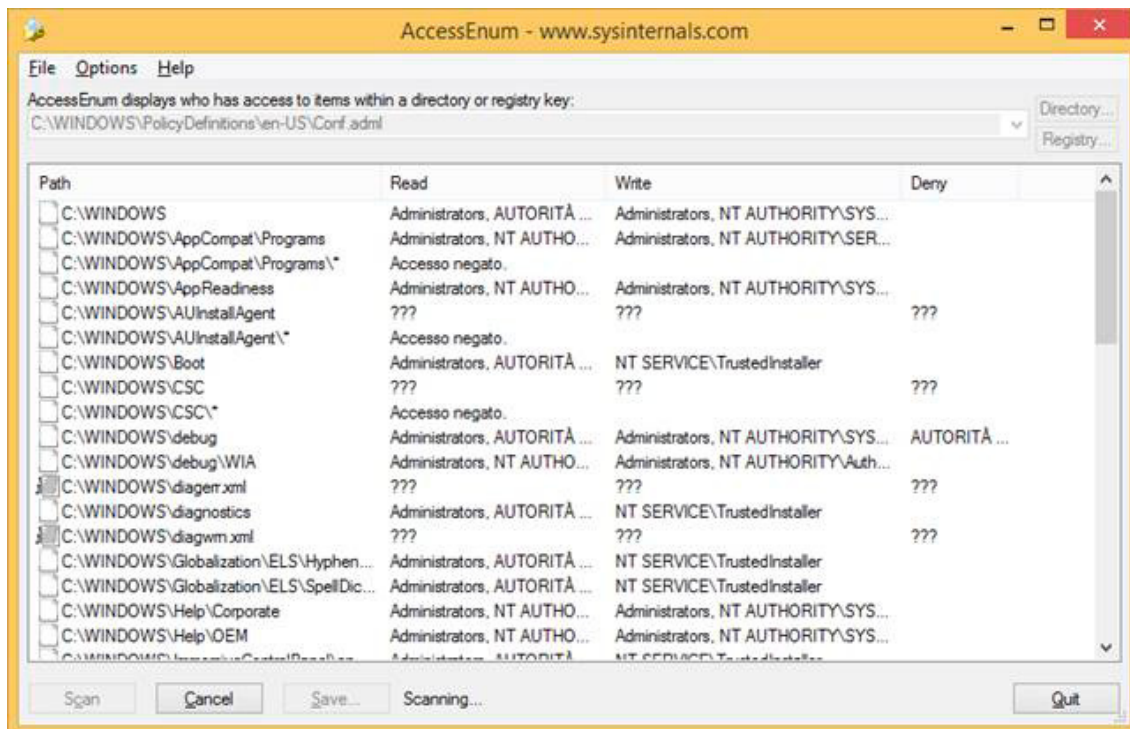 AccessEnum - www.sysinternals.com
File Options Help
AccessEnum displays who has access to items within a directory or registry key:
C:\WINDOWS\PolicyDefinitions\en-US\Conf.adml Directory...
Registry...
Path Read Write Deny
C:\WINDOWS Administrators, AUTORITÀ ... Administrators, NT AUTHORITY\SYS...
C:\WINDOWS\AppCompat\Programs Administrators, NT AUTHO... Administrators, NT AUTHORITY\SER...
C:\WINDOWS\AppCompat\Programs\* Accesso negato.
C:\WINDOWS\AppReadiness Administrators, NT AUTHO... Administrators, NT AUTHORITY\SYS...
C:\WINDOWS\AUInstallAgent ??? ??? ???
C:\WINDOWS\AUInstallAgent\* Accesso negato.
C:\WINDOWS\Boot Administrators, AUTORITÀ ... NT SERVICE\TrustedInstaller
C:\WINDOWS\CSC ??? ??? ???
C:\WINDOWS\CSC\* Accesso negato.
C:\WINDOWS\debug Administrators, AUTORITÀ ... Administrators, NT AUTHORITY\SYS... AUTORITÀ ...
C:\WINDOWS\debug\WIA Administrators, NT AUTHO... Administrators, NT AUTHORITY\Auth...
C:\WINDOWS\diagerr.xml ??? ??? ???
C:\WINDOWS\diagnostics Administrators, AUTORITÀ ... NT SERVICE\TrustedInstaller
C:\WINDOWS\diagwrn.xml ??? ??? ???
C:\WINDOWS\Globalization\ELS\Hyphen... Administrators, AUTORITÀ ... NT SERVICE\TrustedInstaller
C:\WINDOWS\Globalization\ELS\SpellDic... Administrators, AUTORITÀ ... NT SERVICE\TrustedInstaller
C:\WINDOWS\Help\Corporate Administrators, NT AUTHO... Administrators, NT AUTHORITY\SYS...
C:\WINDOWS\Help\OEM Administrators, NT AUTHO... Administrators, NT AUTHORITY\SYS...
Scan Cancel Save... Scanning... Quit